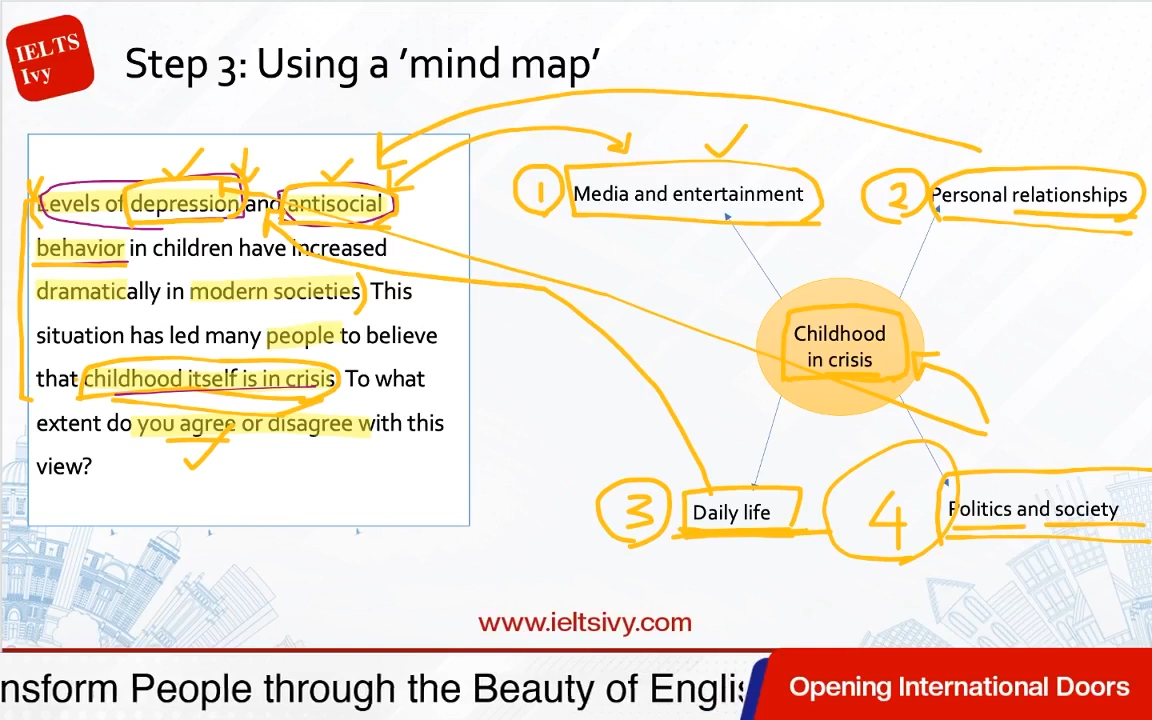 IELTS
Ivy
Step 3: Using a ‘mind map’
Levels of depression and antisocial
behavior in children have increased
dramatically in modern societies. This
situation has led many people to believe
that childhood itself is in crisis. To what
extent do you agree or disagree with this
view?
1
Media and entertainment
2
Personal relationships
Childhood
in crisis
3
Daily life
4
Politics and society
www.ieltsivy.com
nsform People through the Beauty of Englis
Opening International Doors